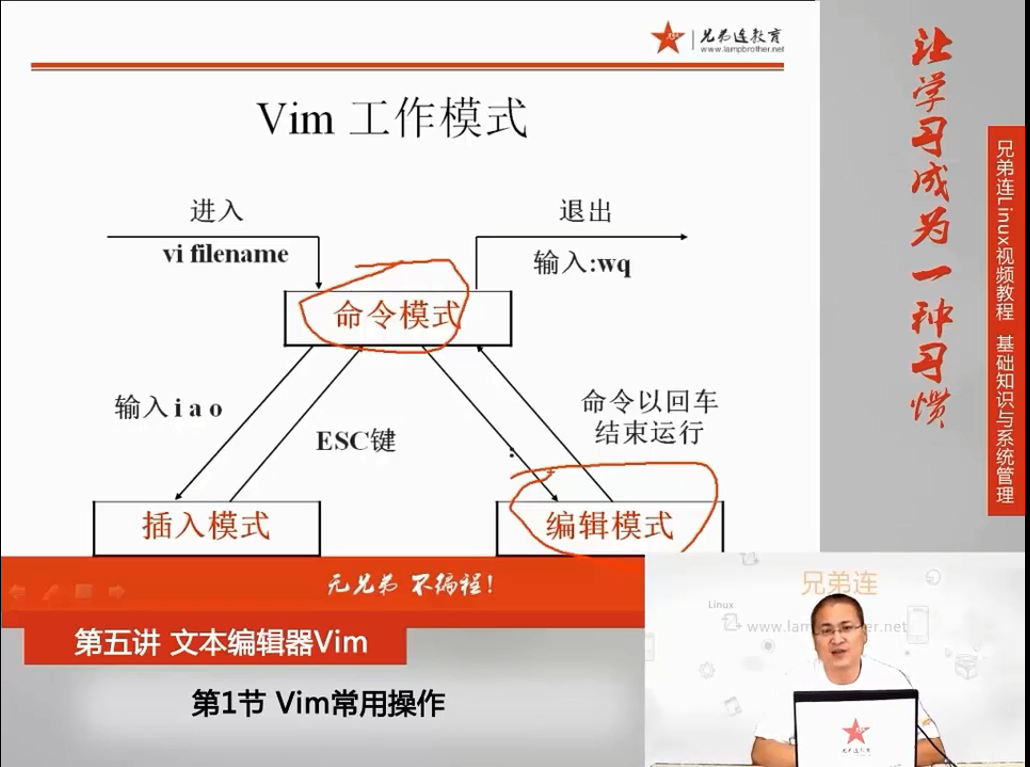 兄弟连教育
www.lampbrother.net
Vim 工作模式
进入
vi filename
退出
输入:wq
命令模式
输入 i a o
ESC键
:
命令以回车
结束运行
插入模式
编辑模式
无兄弟 不编程!
第五讲 文本编辑器Vim
第1节 Vim常用操作
让学习成为一种习惯
兄弟连Linux视频教程 基础知识与系统管理
兄弟连
Linux
www.lam er.net
兄弟连教育